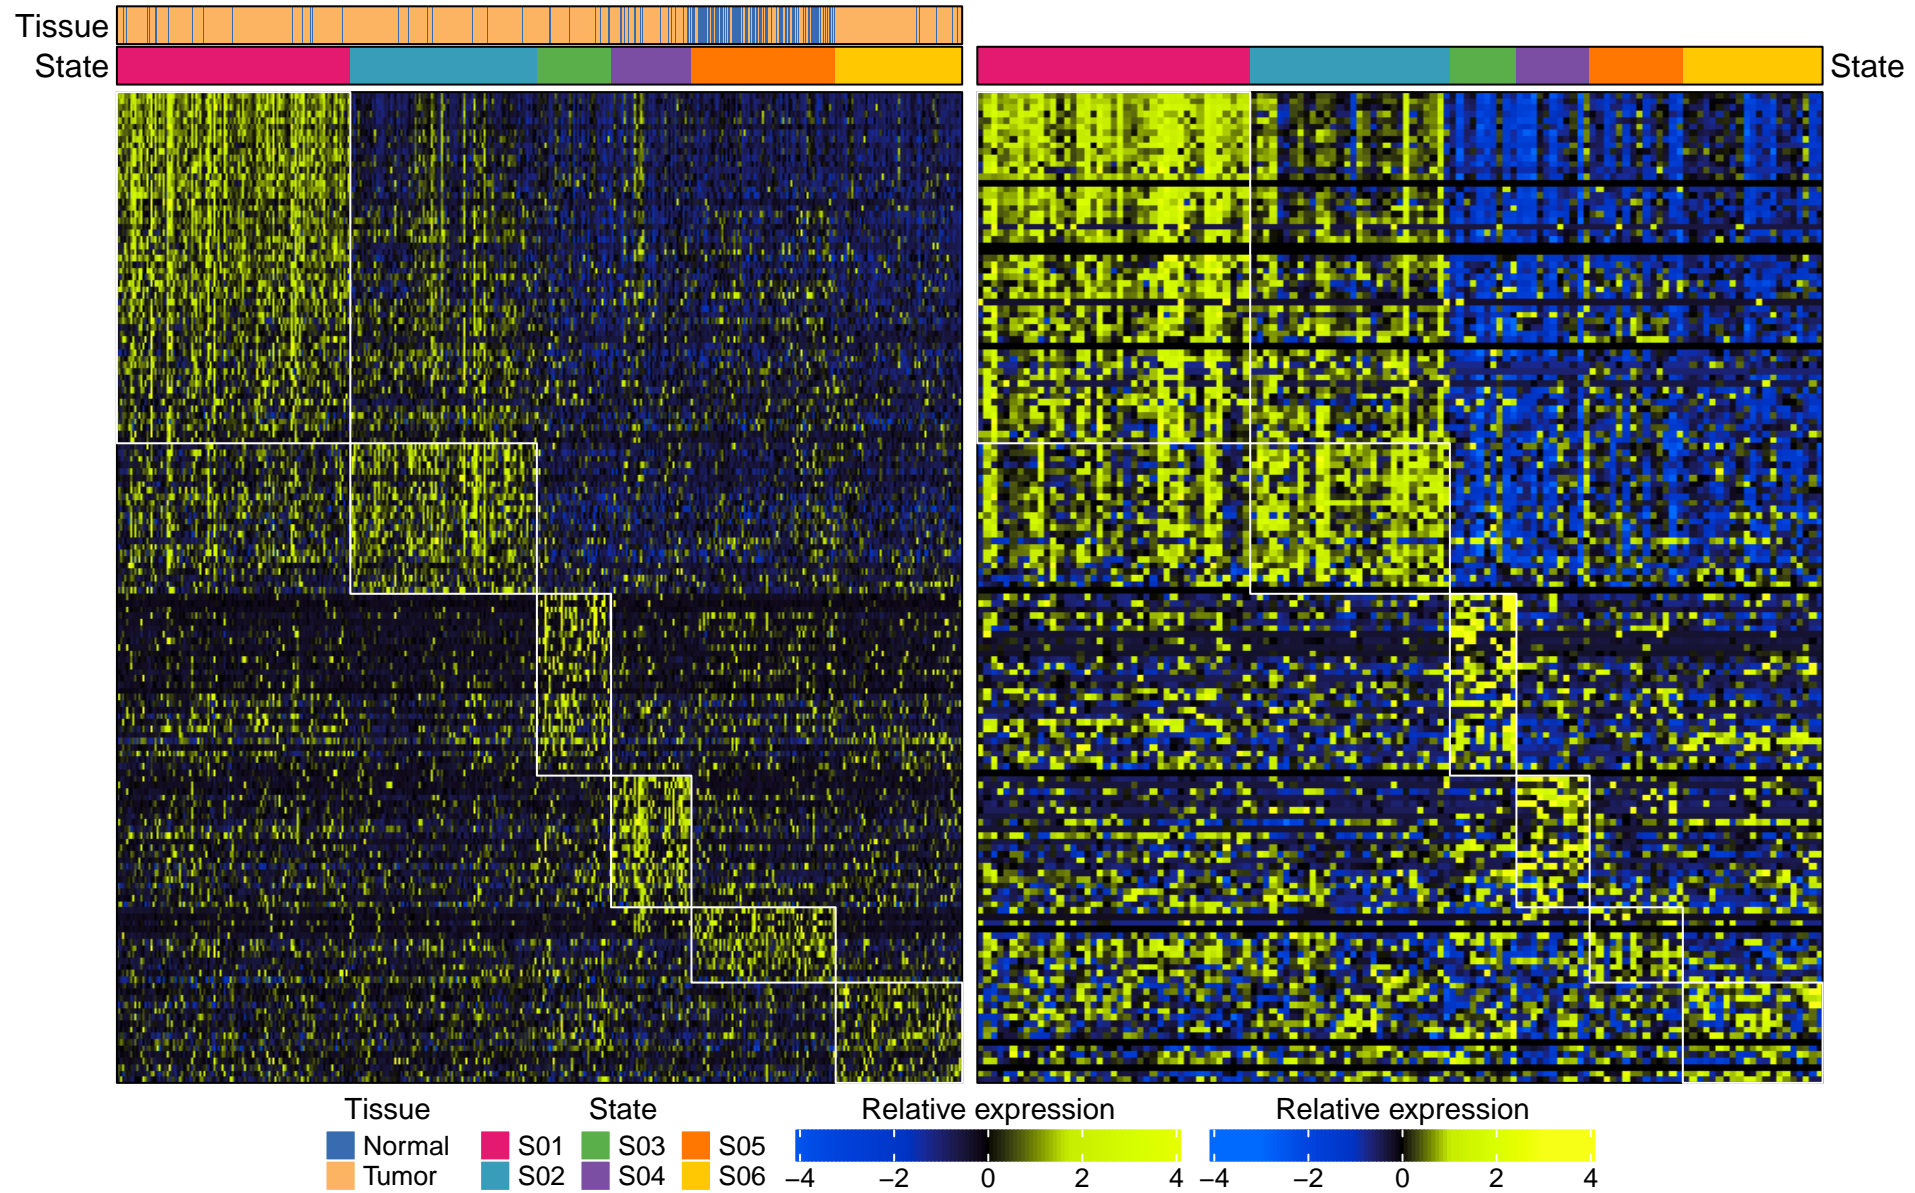 Tissue
State
State
Tissue State Relative expression Relative expression
Normal S01 S03 S05
Tumor S02 S04 S06
−4 −2 0 2 4 −4 −2 0 2 4